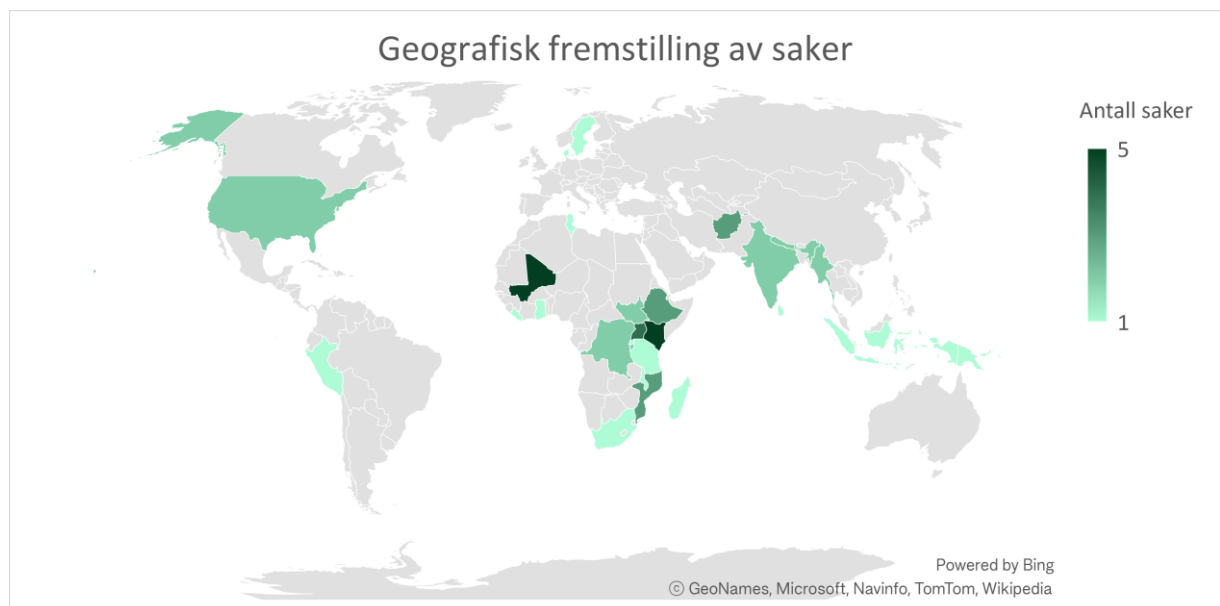 Geografisk fremstilling av saker
Antall saker
5
1
Powered by Bing
© GeoNames, Microsoft, Navinfo, TomTom, Wikipedia